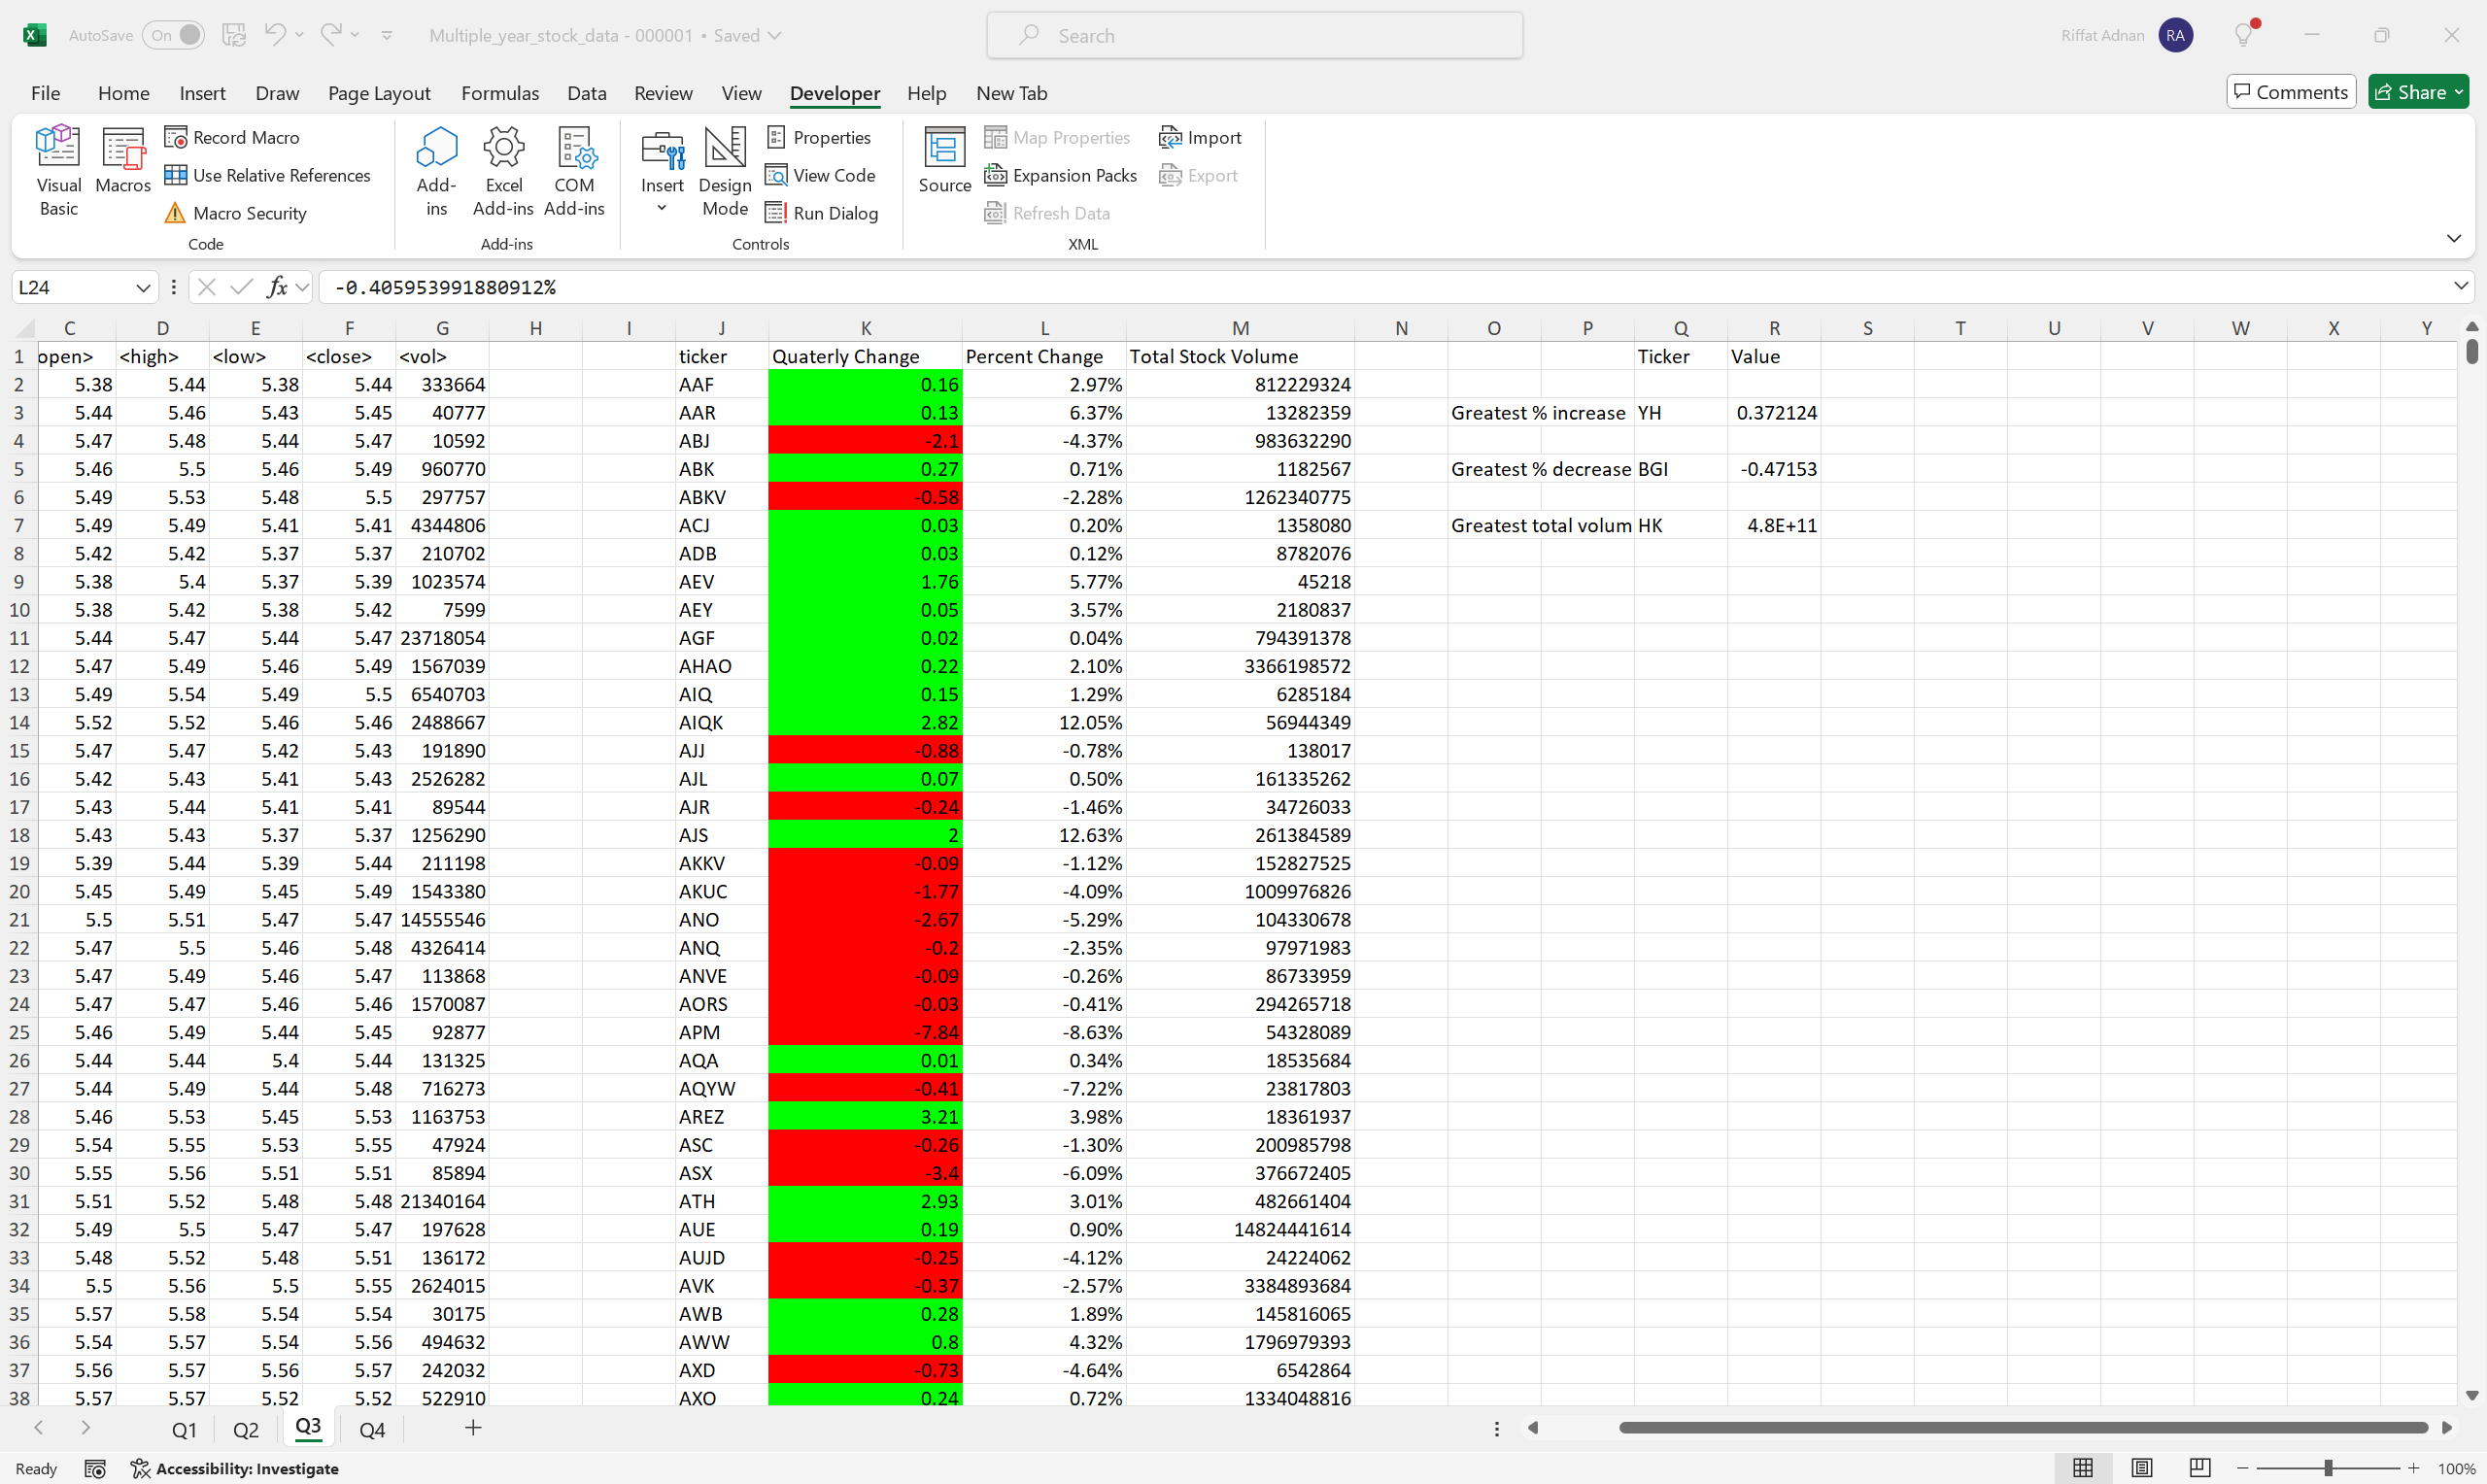 AutoSave On Multiple_year_stock_data - 000001 • Saved Search Riffat Adnan RA
File Home Insert Draw Page Layout Formulas Data Review View Developer Help New Tab Comments Share
Visual Basic Macros Record Macro Use Relative References Macro Security
Add-ins Excel Add-ins COM Add-ins
Insert Design Mode Properties View Code Run Dialog
Source Map Properties Expansion Packs Refresh Data Import Export
Code Add-ins Controls XML
L24 fx -0.405953991880912%
C D E F G H I J K L M N O P Q R S T U V W X Y
1 open> <high> <low> <close> <vol> ticker Quaterly Change Percent Change Total Stock Volume Ticker Value
2 5.38 5.44 5.38 5.44 333664 AAF 0.16 2.97% 812229324
3 5.44 5.46 5.43 5.45 40777 AAR 0.13 6.37% 13282359 Greatest % increase YH 0.372124
4 5.47 5.48 5.44 5.47 10592 ABJ -2.1 -4.37% 983632290
5 5.46 5.5 5.46 5.49 960770 ABK 0.27 0.71% 1182567 Greatest % decrease BGI -0.47153
6 5.49 5.53 5.48 5.5 297757 ABKV -0.58 -2.28% 1262340775
7 5.49 5.49 5.41 5.41 4344806 ACJ 0.03 0.20% 1358080 Greatest total volum HK 4.8E+11
8 5.42 5.42 5.37 5.37 210702 ADB 0.03 0.12% 8782076
9 5.38 5.4 5.37 5.39 1023574 AEV 1.76 5.77% 45218
10 5.38 5.42 5.38 5.42 7599 AEY 0.05 3.57% 2180837
11 5.44 5.47 5.44 5.47 23718054 AGF 0.02 0.04% 794391378
12 5.47 5.49 5.46 5.49 1567039 AHAO 0.22 2.10% 3366198572
13 5.49 5.54 5.49 5.5 6540703 AIQ 0.15 1.29% 6285184
14 5.52 5.52 5.46 5.46 2488667 AIQK 2.82 12.05% 56944349
15 5.47 5.47 5.42 5.43 191890 AJJ -0.88 -0.78% 138017
16 5.42 5.43 5.41 5.43 2526282 AJL 0.07 0.50% 161335262
17 5.43 5.44 5.41 5.41 89544 AJR -0.24 -1.46% 34726033
18 5.43 5.43 5.37 5.37 1256290 AJS 2 12.63% 261384589
19 5.39 5.44 5.39 5.44 211198 AKKV -0.09 -1.12% 152827525
20 5.45 5.49 5.45 5.49 1543380 AKUC -1.77 -4.09% 1009976826
21 5.5 5.51 5.47 5.47 14555546 ANO -2.67 -5.29% 104330678
22 5.47 5.5 5.46 5.48 4326414 ANQ -0.2 -2.35% 97971983
23 5.47 5.49 5.46 5.47 113868 ANVE -0.09 -0.26% 86733959
24 5.47 5.47 5.46 5.46 1570087 AORS -0.03 -0.41% 294265718
25 5.46 5.49 5.44 5.45 92877 APM -7.84 -8.63% 54328089
26 5.44 5.44 5.4 5.44 131325 AQA 0.01 0.34% 18535684
27 5.44 5.49 5.44 5.48 716273 AQYW -0.41 -7.22% 23817803
28 5.46 5.53 5.45 5.53 1163753 AREZ 3.21 3.98% 18361937
29 5.54 5.55 5.53 5.55 47924 ASC -0.26 -1.30% 200985798
30 5.55 5.56 5.51 5.51 85894 ASX -3.4 -6.09% 376672405
31 5.51 5.52 5.48 5.48 21340164 ATH 2.93 3.01% 482661404
32 5.49 5.5 5.47 5.47 197628 AUE 0.19 0.90% 14824441614
33 5.48 5.52 5.48 5.51 136172 AUJD -0.25 -4.12% 24224062
34 5.5 5.56 5.5 5.55 2624015 AVK -0.37 -2.57% 3384893684
35 5.57 5.58 5.54 5.54 30175 AWB 0.28 1.89% 145816065
36 5.54 5.57 5.54 5.56 494632 AWW 0.8 4.32% 1796979393
37 5.56 5.57 5.56 5.57 242032 AXD -0.73 -4.64% 6542864
38 5.57 5.57 5.52 5.52 522910 AXO 0.24 0.72% 1334048816
Q1 Q2 Q3 Q4
Ready Accessibility: Investigate 100%